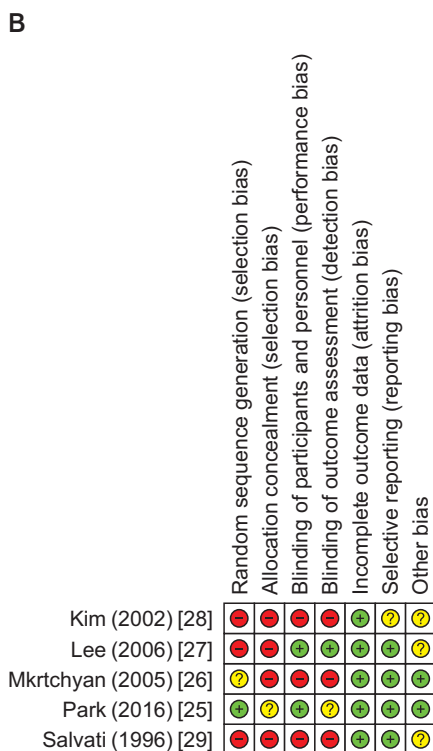 B
Random sequence generation (selection bias)
Allocation concealment (selection bias)
Blinding of participants and personnel (performance bias)
Blinding of outcome assessment (detection bias)
Incomplete outcome data (attrition bias)
Selective reporting (reporting bias)
Other bias
Kim (2002) [28] - - - - + ? ?
Lee (2006) [27] - - + + + + ?
Mkrtchyan (2005) [26] ? - - - + + +
Park (2016) [25] + ? + ? + + +
Salvati (1996) [29] - - - - + + ?